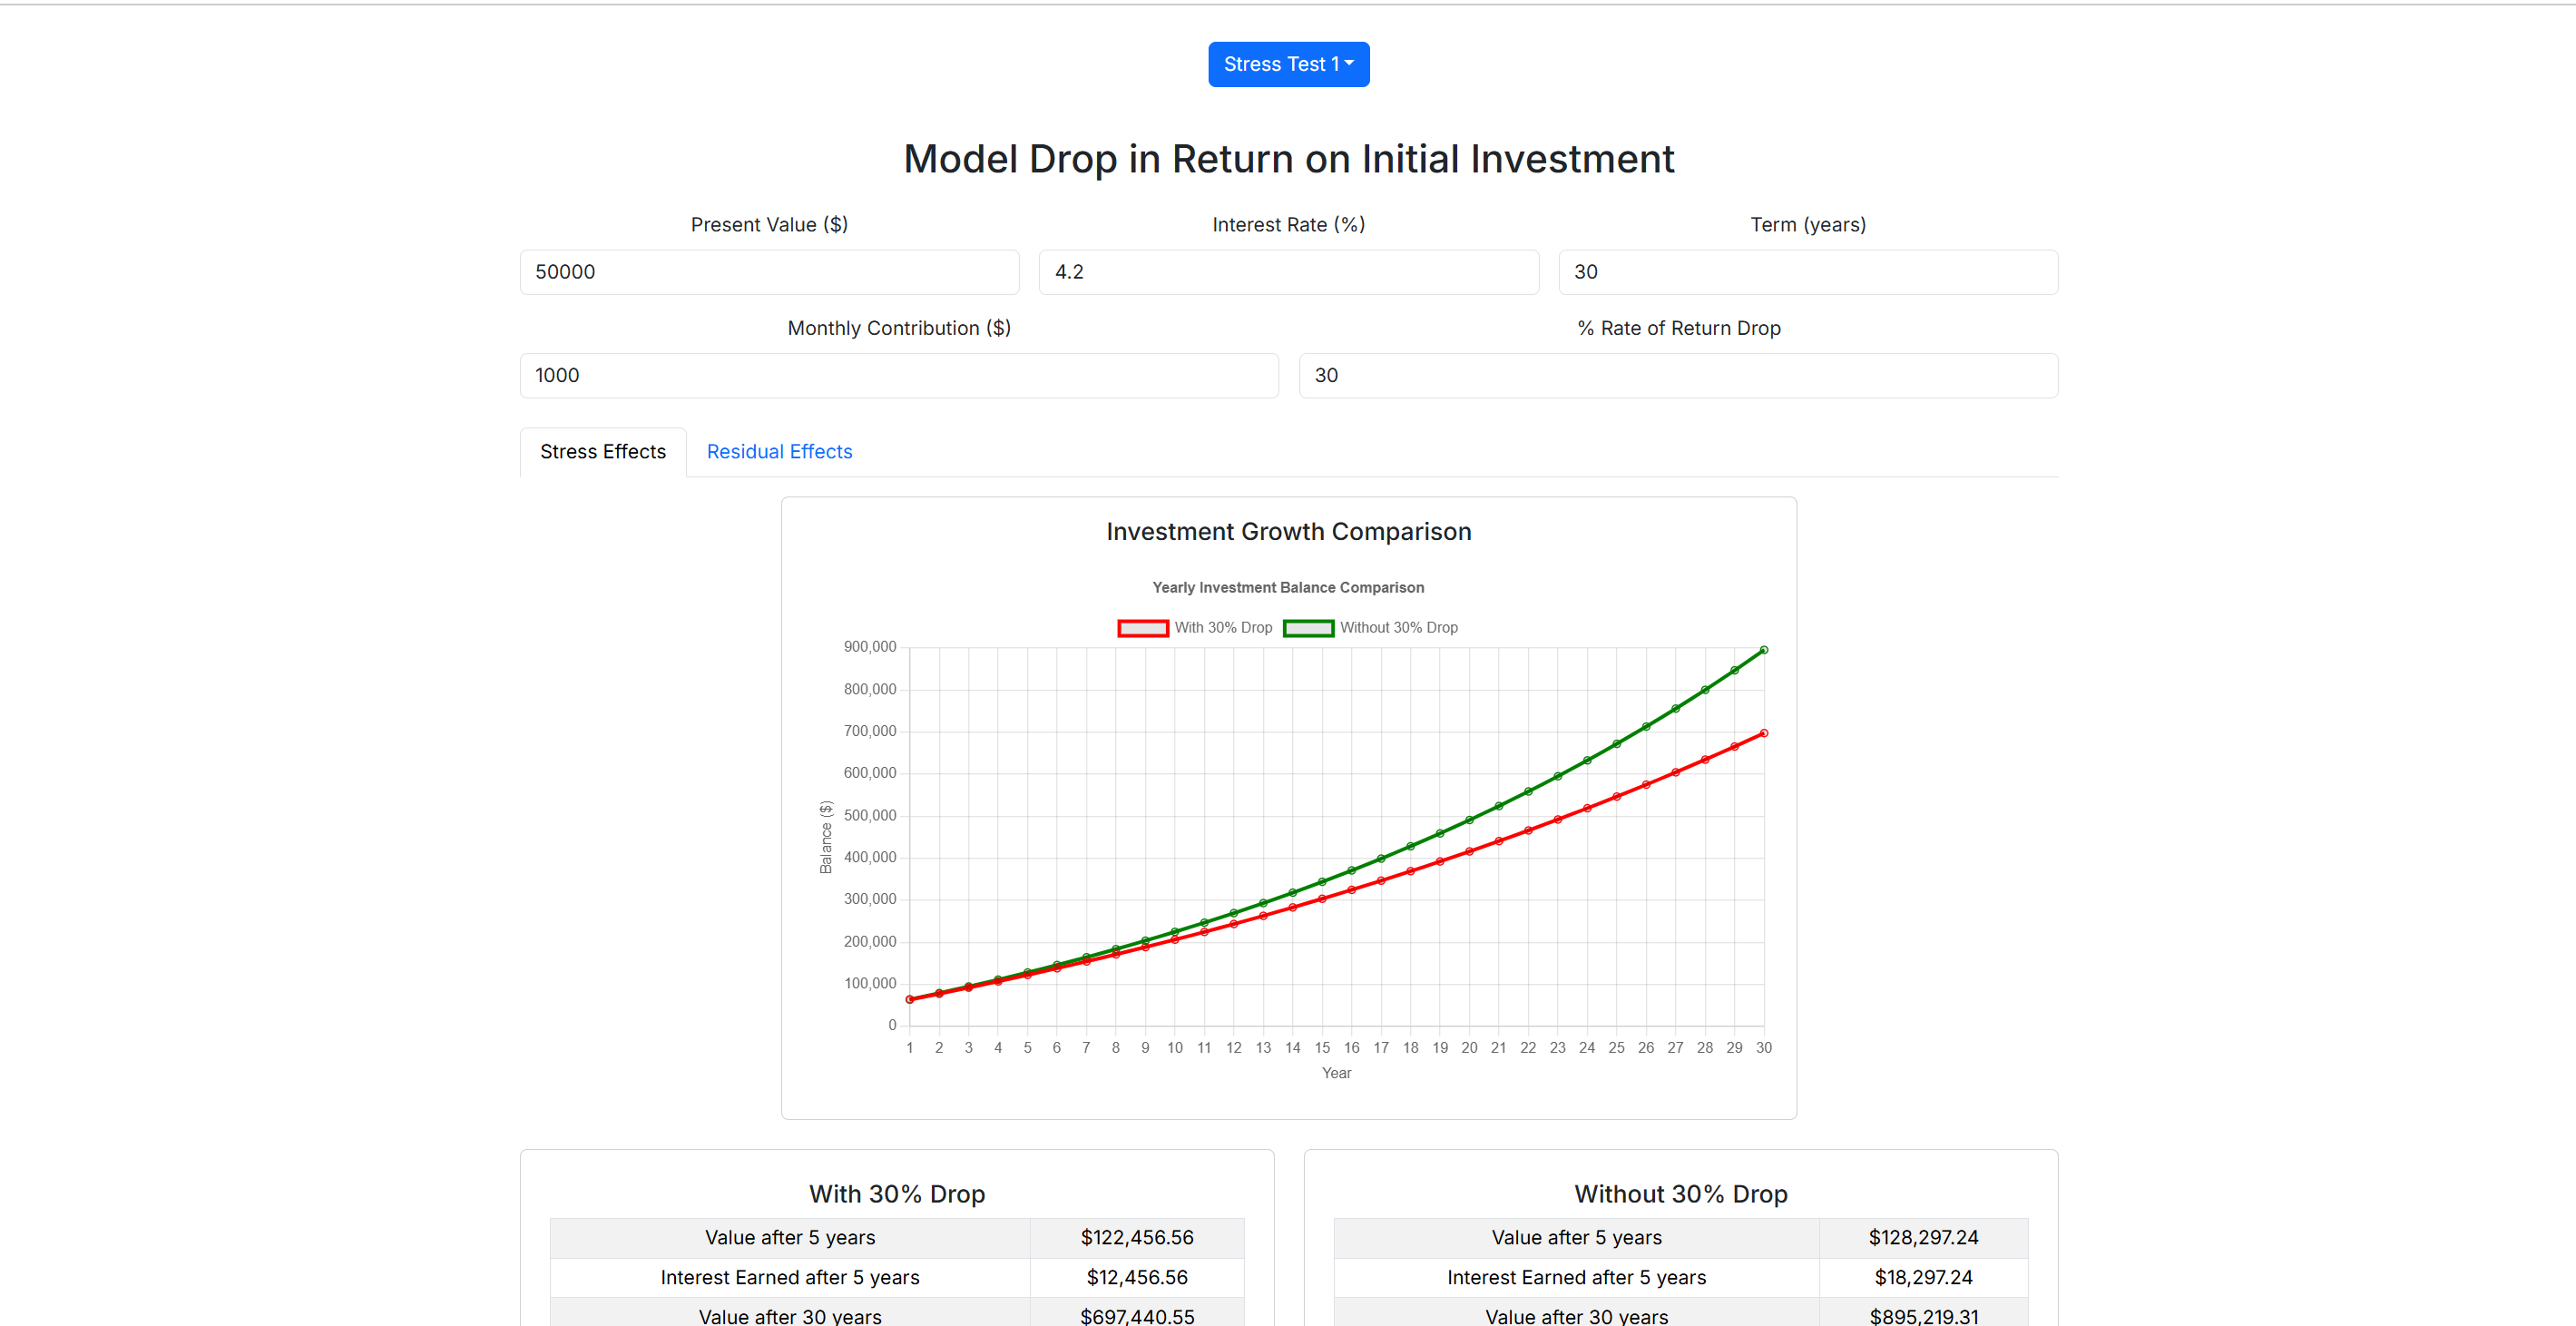 Stress Test 1
Model Drop in Return on Initial Investment
Present Value ($) Interest Rate (%) Term (years)
50000 4.2 30
Monthly Contribution ($) % Rate of Return Drop
1000 30
Stress Effects Residual Effects
Investment Growth Comparison
Yearly Investment Balance Comparison
With 30% Drop Without 30% Drop
900,000
800,000
700,000
600,000
500,000
400,000
300,000
200,000
100,000
0
Balance ($)
1 2 3 4 5 6 7 8 9 10 11 12 13 14 15 16 17 18 19 20 21 22 23 24 25 26 27 28 29 30
Year
With 30% Drop
Value after 5 years $122,456.56
Interest Earned after 5 years $12,456.56
Value after 30 years $697,440.55
Without 30% Drop
Value after 5 years $128,297.24
Interest Earned after 5 years $18,297.24
Value after 30 years $895,219.31